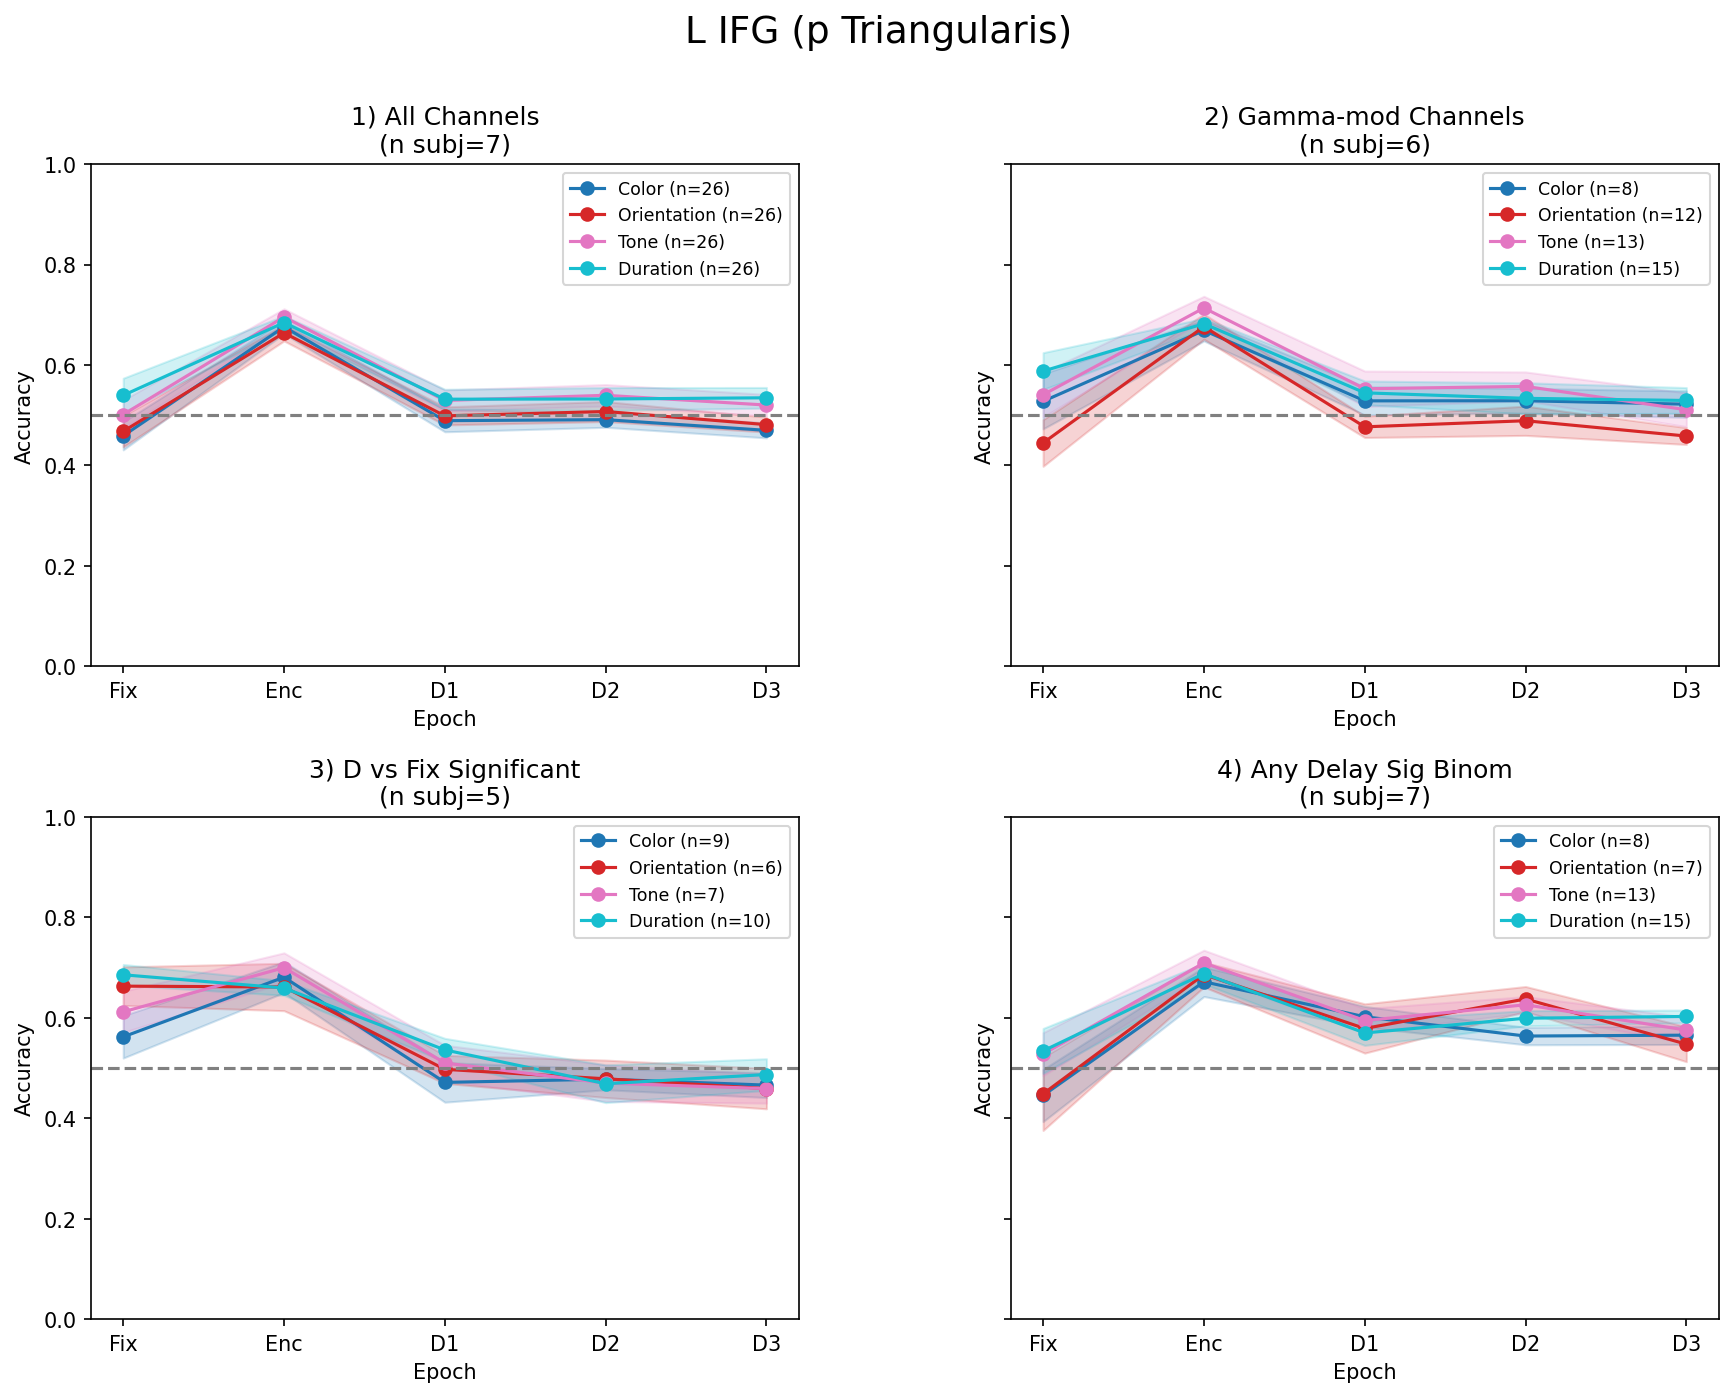 L IFG (p Triangularis)
1) All Channels
(n subj=7)
Color (n=26)
Orientation (n=26)
Tone (n=26)
Duration (n=26)
1.0
0.8
0.6
0.4
0.2
0.0
Accuracy
Fix Enc D1 D2 D3
Epoch
2) Gamma-mod Channels
(n subj=6)
Color (n=8)
Orientation (n=12)
Tone (n=13)
Duration (n=15)
Accuracy
Fix Enc D1 D2 D3
Epoch
3) D vs Fix Significant
(n subj=5)
Color (n=9)
Orientation (n=6)
Tone (n=7)
Duration (n=10)
1.0
0.8
0.6
0.4
0.2
0.0
Accuracy
Fix Enc D1 D2 D3
Epoch
4) Any Delay Sig Binom
(n subj=7)
Color (n=8)
Orientation (n=7)
Tone (n=13)
Duration (n=15)
Accuracy
Fix Enc D1 D2 D3
Epoch